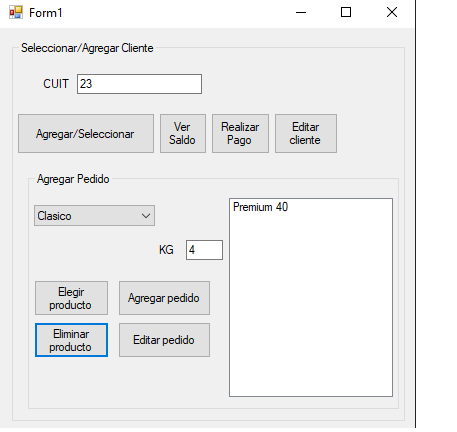 Form1
Seleccionar/Agregar Cliente
CUIT 23
Agregar/Seleccionar
Ver
Saldo
Realizar
Pago
Editar
cliente
Agregar Pedido
Clasico
Premium 40
KG 4
Elegir
producto
Agregar pedido
Eliminar
producto
Editar pedido